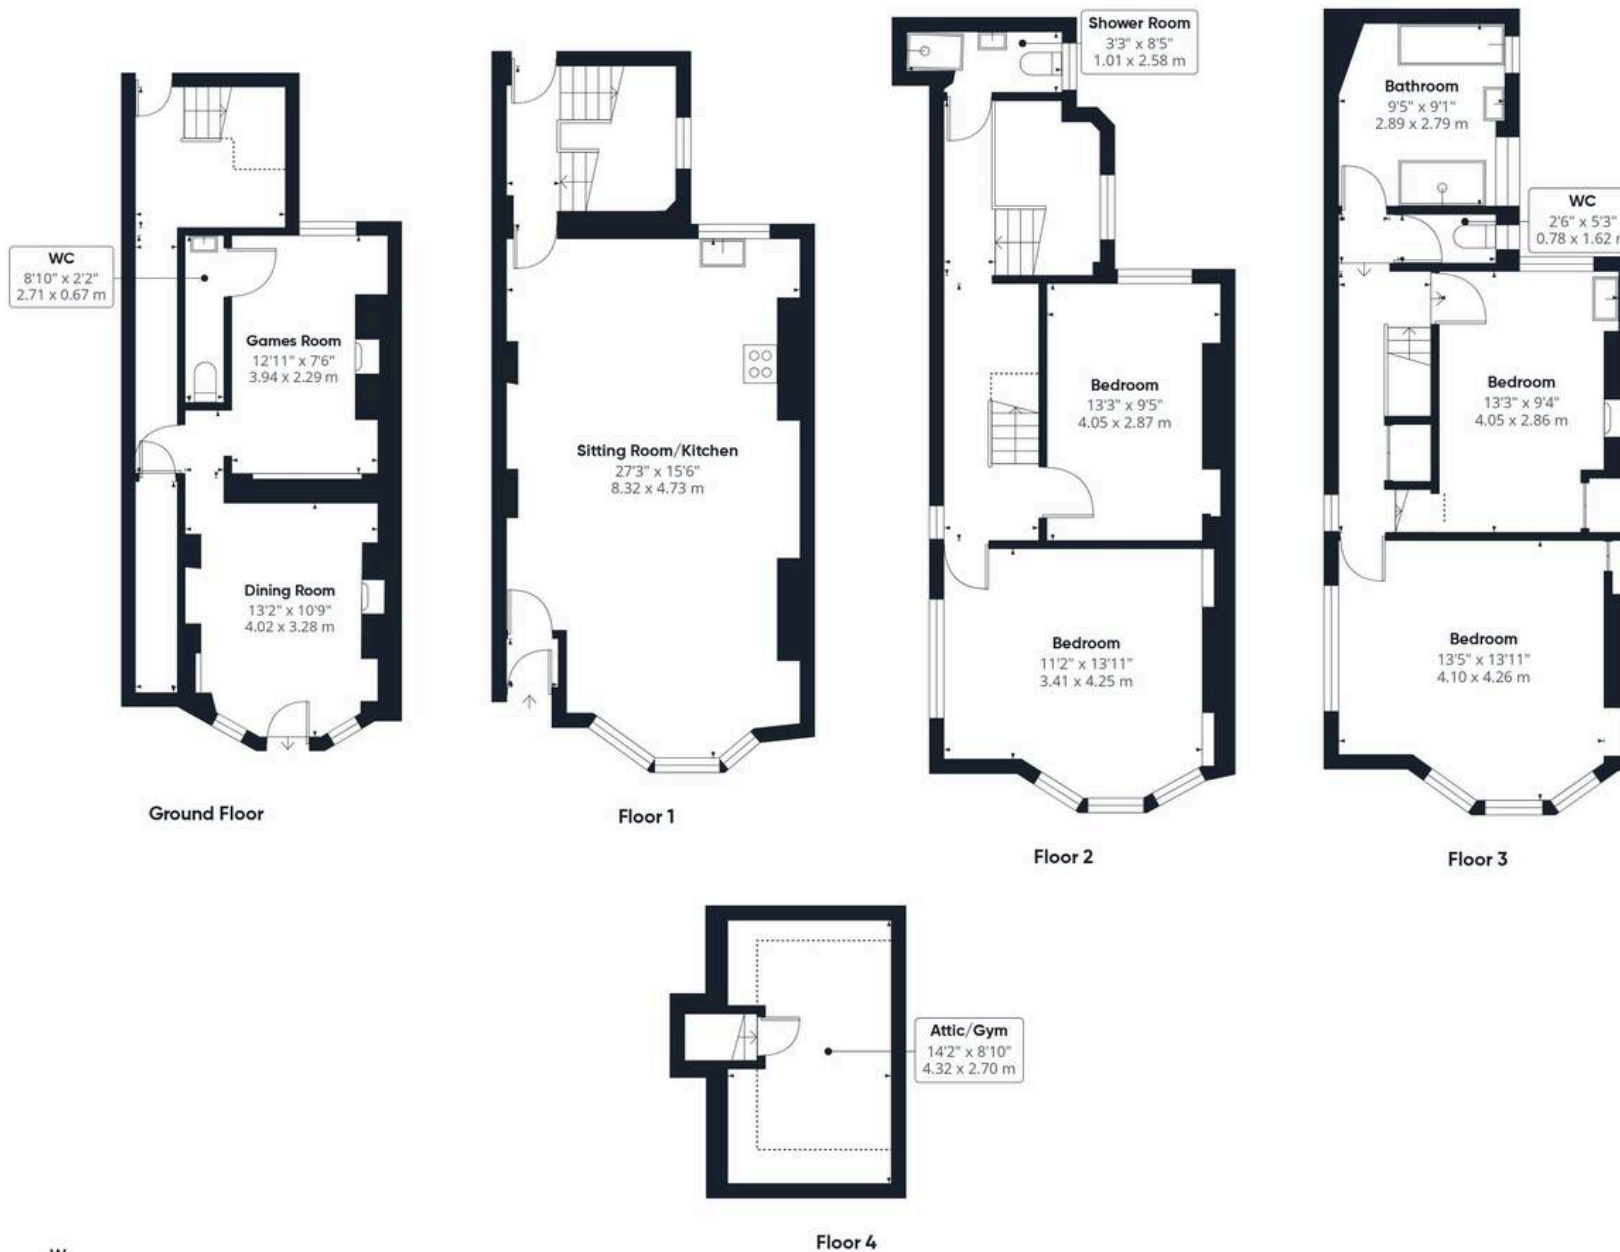 Shower Room
3'3" x 8'5"
1.01 x 2.58 m
Bathroom
9'5" x 9'1"
2.89 x 2.79 m
WC
2'6" x 5'3"
0.78 x 1.62
WC
8'10" x 2'2"
2.71 x 0.67 m
Games Room
12'11" x 7'6"
3.94 x 2.29 m
Sitting Room/Kitchen
27'3" x 15'6"
8.32 x 4.73 m
Bedroom
13'3" x 9'5"
4.05 x 2.87 m
Bedroom
13'3" x 9'4"
4.05 x 2.86 m
Dining Room
13'2" x 10'9"
4.02 x 3.28 m
Bedroom
11'2" x 13'11"
3.41 x 4.25 m
Bedroom
13'5" x 13'11"
4.10 x 4.26 m
Ground Floor
Floor 1
Floor 2
Floor 3
Attic/Gym
14'2" x 8'10"
4.32 x 2.70 m
Floor 4